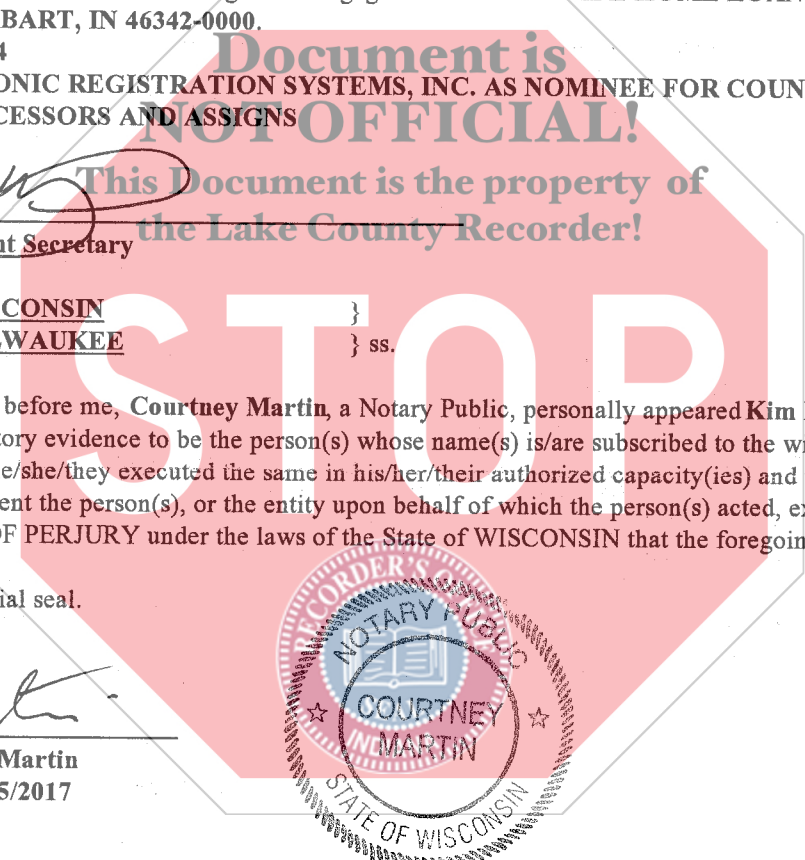 HOBART, IN 46342-0000.
4
ONIC REGISTRATION SYSTEMS, INC. AS NOMINEE FOR COUN
CESSORS AND ASSIGNS
Document is
NOT OFFICIAL!
This Document is the property of
the Lake County Recorder!
nt Secretary
CONSIN }
WAUKEE } ss.
STOP
before me, Courtney Martin, a Notary Public, personally appeared Kim
tory evidence to be the person(s) whose name(s) is/are subscribed to the w
e/she/they executed the same in his/her/their authorized capacity(ies) and
ent the person(s), or the entity upon behalf of which the person(s) acted, ex
OF PERJURY under the laws of the State of WISCONSIN that the foregoin
ial seal.
RECORDER'S
SEAL
INDIANA
NOTARY PUBLIC
COURTNEY
MARTIN
STATE OF WISCONSIN
Martin
5/2017